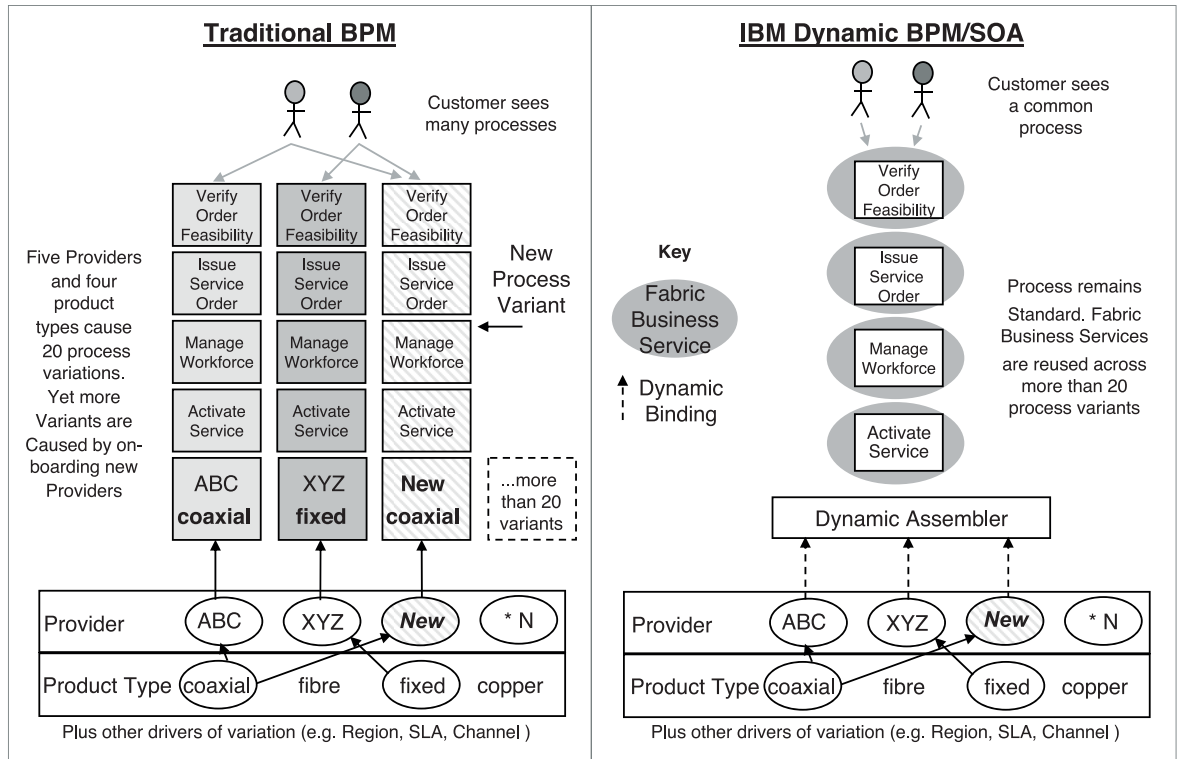 Traditional BPM
Customer sees
many processes
Verify
Order
Feasibility
Verify
Order
Feasibility
Verify
Order
Feasibility
Issue
Service
Order
Issue
Service
Order
Issue
Service
Order
Manage
Workforce
Manage
Workforce
Manage
Workforce
Activate
Service
Activate
Service
Activate
Service
ABC
coaxial
XYZ
fixed
New
coaxial
Five Providers
and four
product
types cause
20 process
variations.
Yet more
Variants are
Caused by on-
boarding new
Providers
New
Process
Variant
...more
than 20
variants
Provider
ABC
XYZ
New
* N
Product Type
coaxial
fibre
fixed
copper
Plus other drivers of variation (e.g. Region, SLA, Channel )
IBM Dynamic BPM/SOA
Customer sees
a common
process
Verify
Order
Feasibility
Issue
Service
Order
Manage
Workforce
Activate
Service
Key
Fabric
Business
Service
Dynamic
Binding
Process remains
Standard. Fabric
Business Services
are reused across
more than 20
process variants
Dynamic Assembler
Provider
ABC
XYZ
New
* N
Product Type
coaxial
fibre
fixed
copper
Plus other drivers of variation (e.g. Region, SLA, Channel )